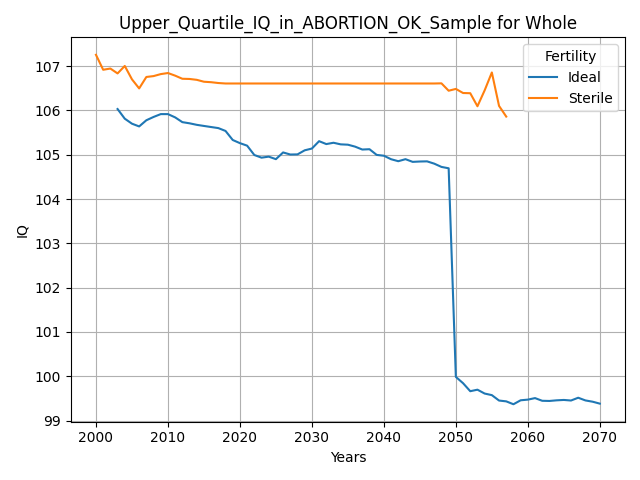 Upper_Quartile_IQ_in_ABORTION_OK_Sample for Whole
Fertility
Ideal
Sterile
IQ
107
106
105
104
103
102
101
100
99
2000 2010 2020 2030 2040 2050 2060 2070
Years